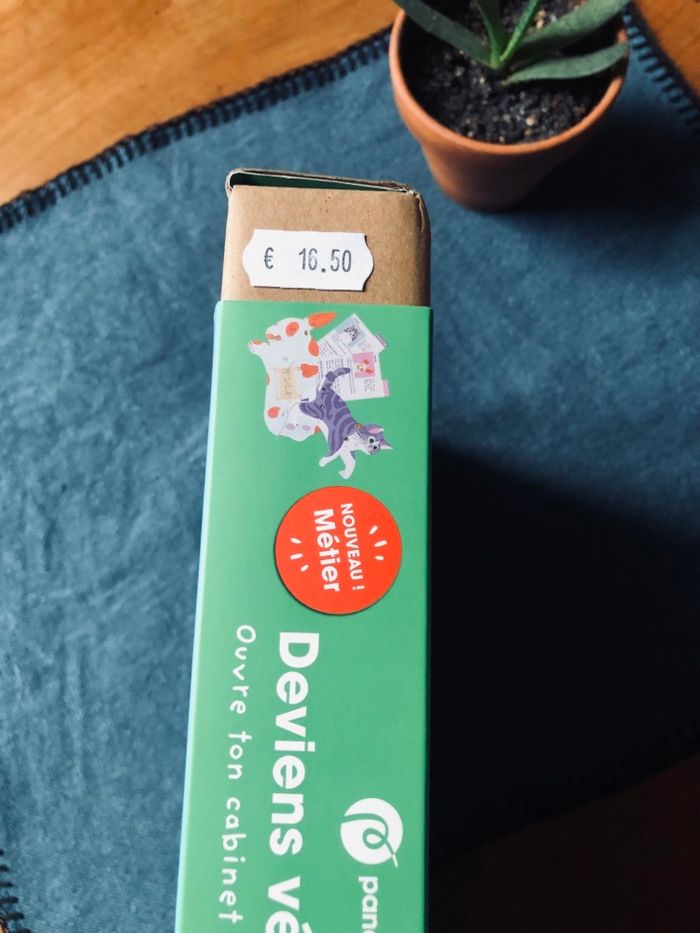 € 16.50
NOUVEAU !
Métier
Deviens vé
Ouvre ton cabinet
pan